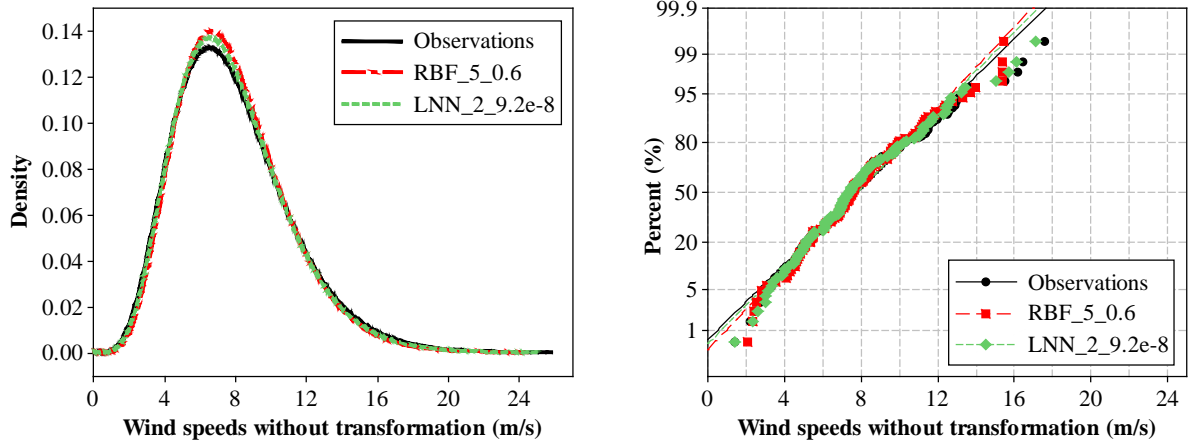 0.14
0.12
0.10
0.08
0.06
0.04
0.02
0.00
Density
Observations
RBF_5_0.6
LNN_2_9.2e-8
0 4 8 12 16 20 24
Wind speeds without transformation (m/s)
99.9
99
95
80
50
20
5
1
Percent (%)
Observations
RBF_5_0.6
LNN_2_9.2e-8
0 4 8 12 16 20 24
Wind speeds without transformation (m/s)